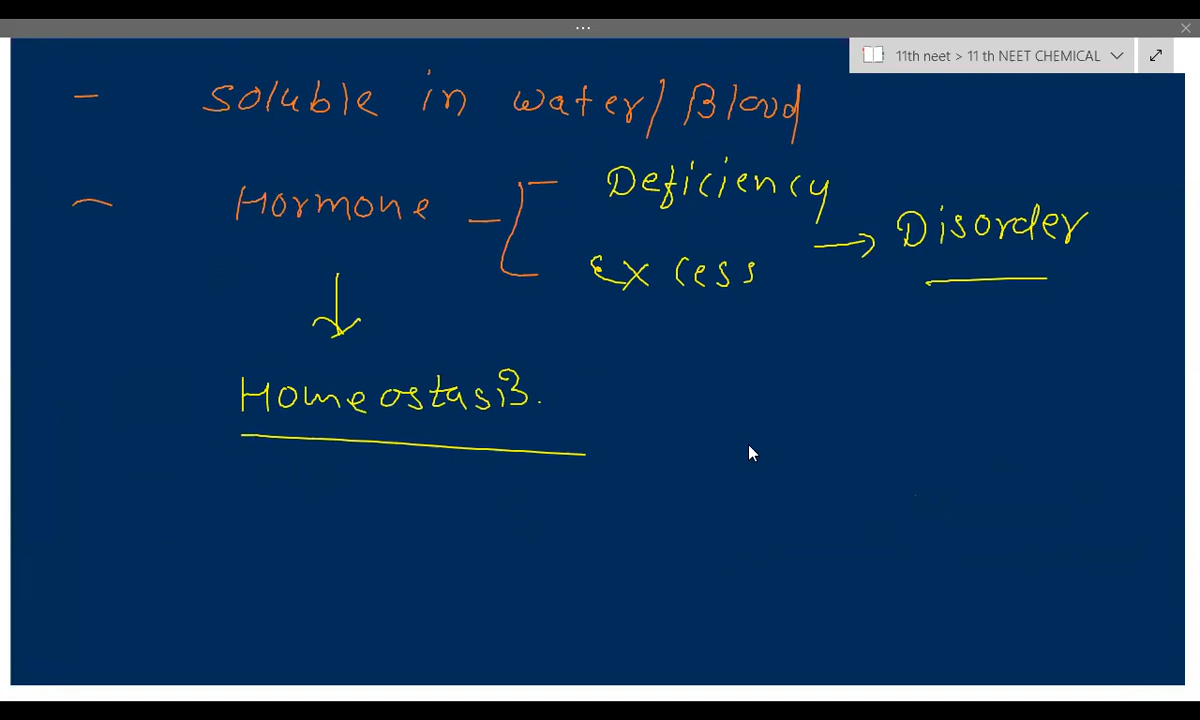 11th neet > 11 th NEET CHEMICAL
- Soluble in water/Blood
- Hormone - Deficiency
Excess → Disorder
↓
Homeostasis.